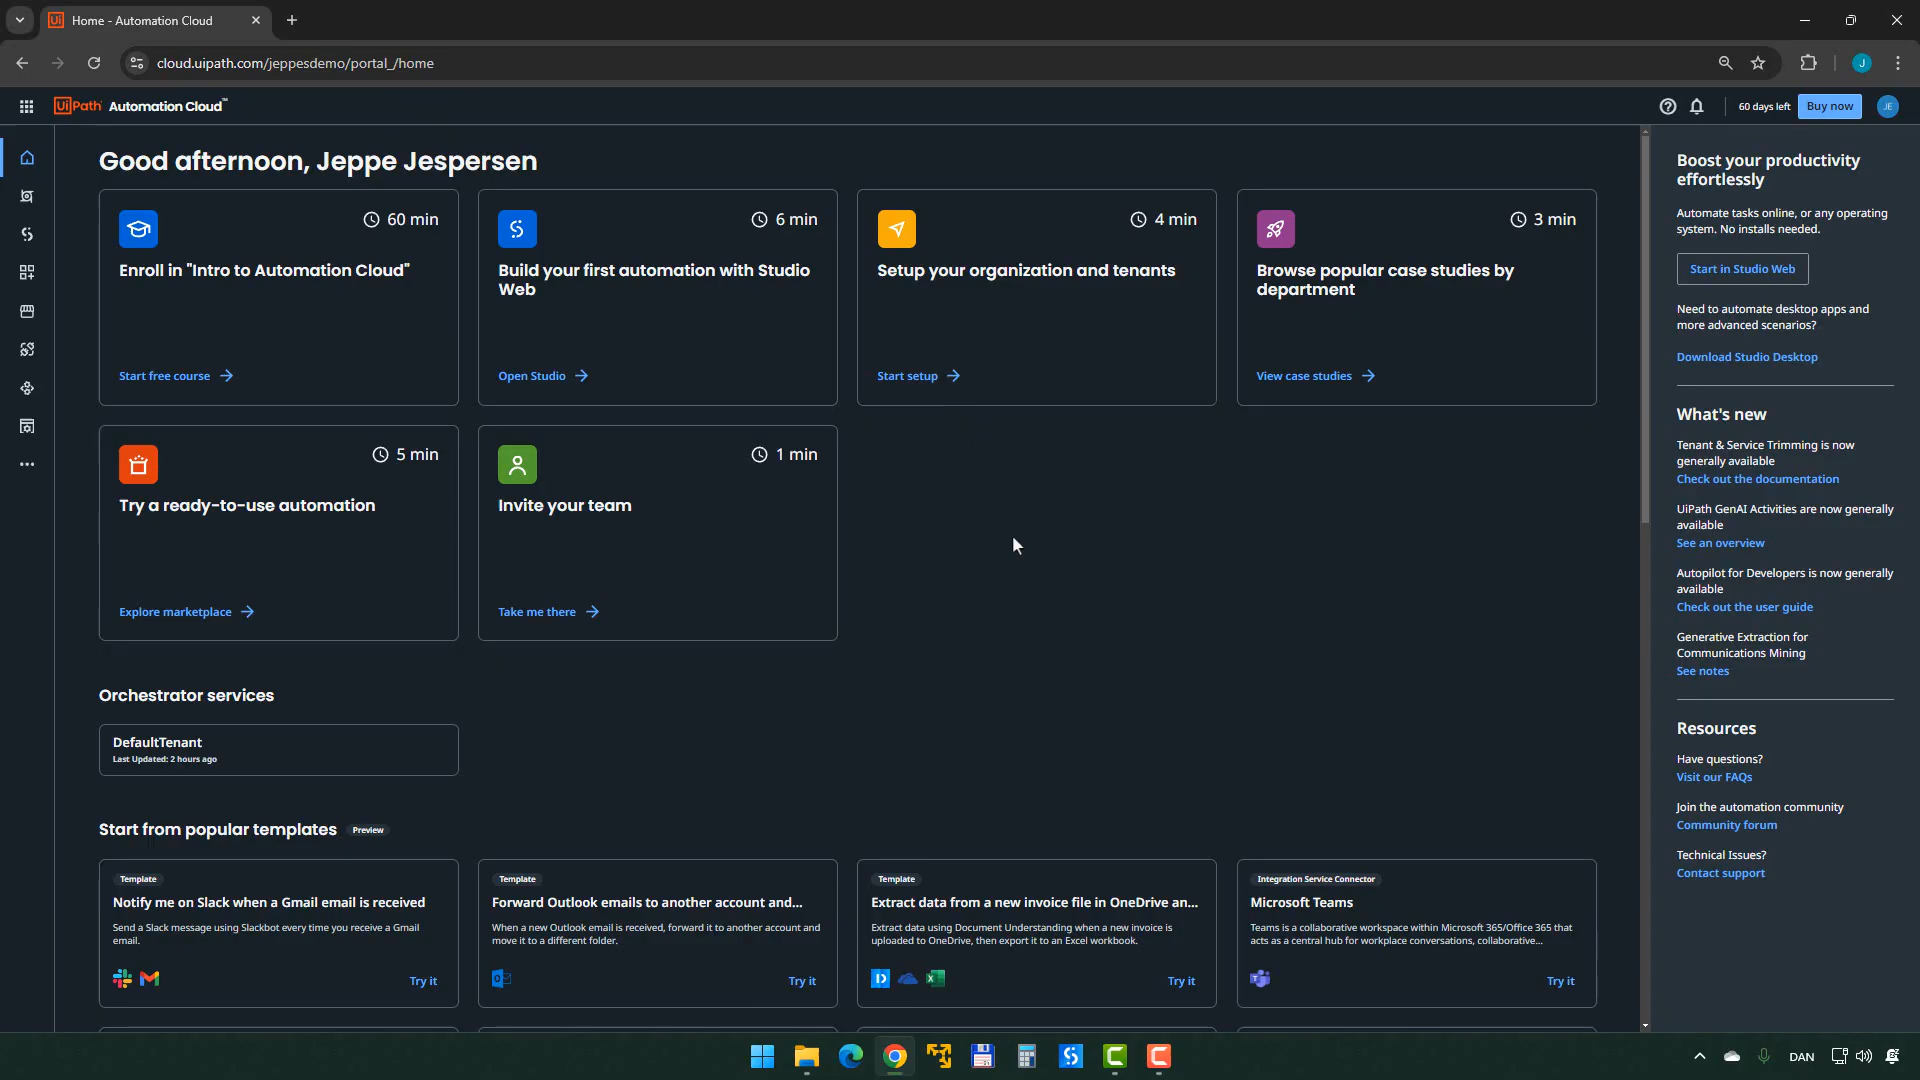 Home - Automation Cloud
cloud.uipath.com/jeppesdemo/portal_/home
J
UiPath Automation Cloud™
60 days left
Buy now
JE
Good afternoon, Jeppe Jespersen
60 min
Enroll in "Intro to Automation Cloud"
Start free course
6 min
Build your first automation with Studio
Web
Open Studio
4 min
Setup your organization and tenants
Start setup
3 min
Browse popular case studies by
department
View case studies
5 min
Try a ready-to-use automation
Explore marketplace
1 min
Invite your team
Take me there
Orchestrator services
DefaultTenant
Last Updated: 2 hours ago
Start from popular templates
Preview
Template
Notify me on Slack when a Gmail email is received
Send a Slack message using Slackbot every time you receive a Gmail
email.
Try it
Template
Forward Outlook emails to another account and...
When a new Outlook email is received, forward it to another account and
move it to a different folder.
Try it
Template
Extract data from a new invoice file in OneDrive an...
Extract data using Document Understanding when a new invoice is
uploaded to OneDrive, then export it to an Excel workbook.
Try it
Integration Service Connector
Microsoft Teams
Teams is a collaborative workspace within Microsoft 365/Office 365 that
acts as a central hub for workplace conversations, collaborative...
Try it
Boost your productivity
effortlessly
Automate tasks online, or any operating
system. No installs needed.
Start in Studio Web
Need to automate desktop apps and
more advanced scenarios?
Download Studio Desktop
What's new
Tenant & Service Trimming is now
generally available
Check out the documentation
UiPath GenAI Activities are now generally
available
See an overview
Autopilot for Developers is now generally
available
Check out the user guide
Generative Extraction for
Communications Mining
See notes
Resources
Have questions?
Visit our FAQs
Join the automation community
Community forum
Technical Issues?
Contact support
DAN